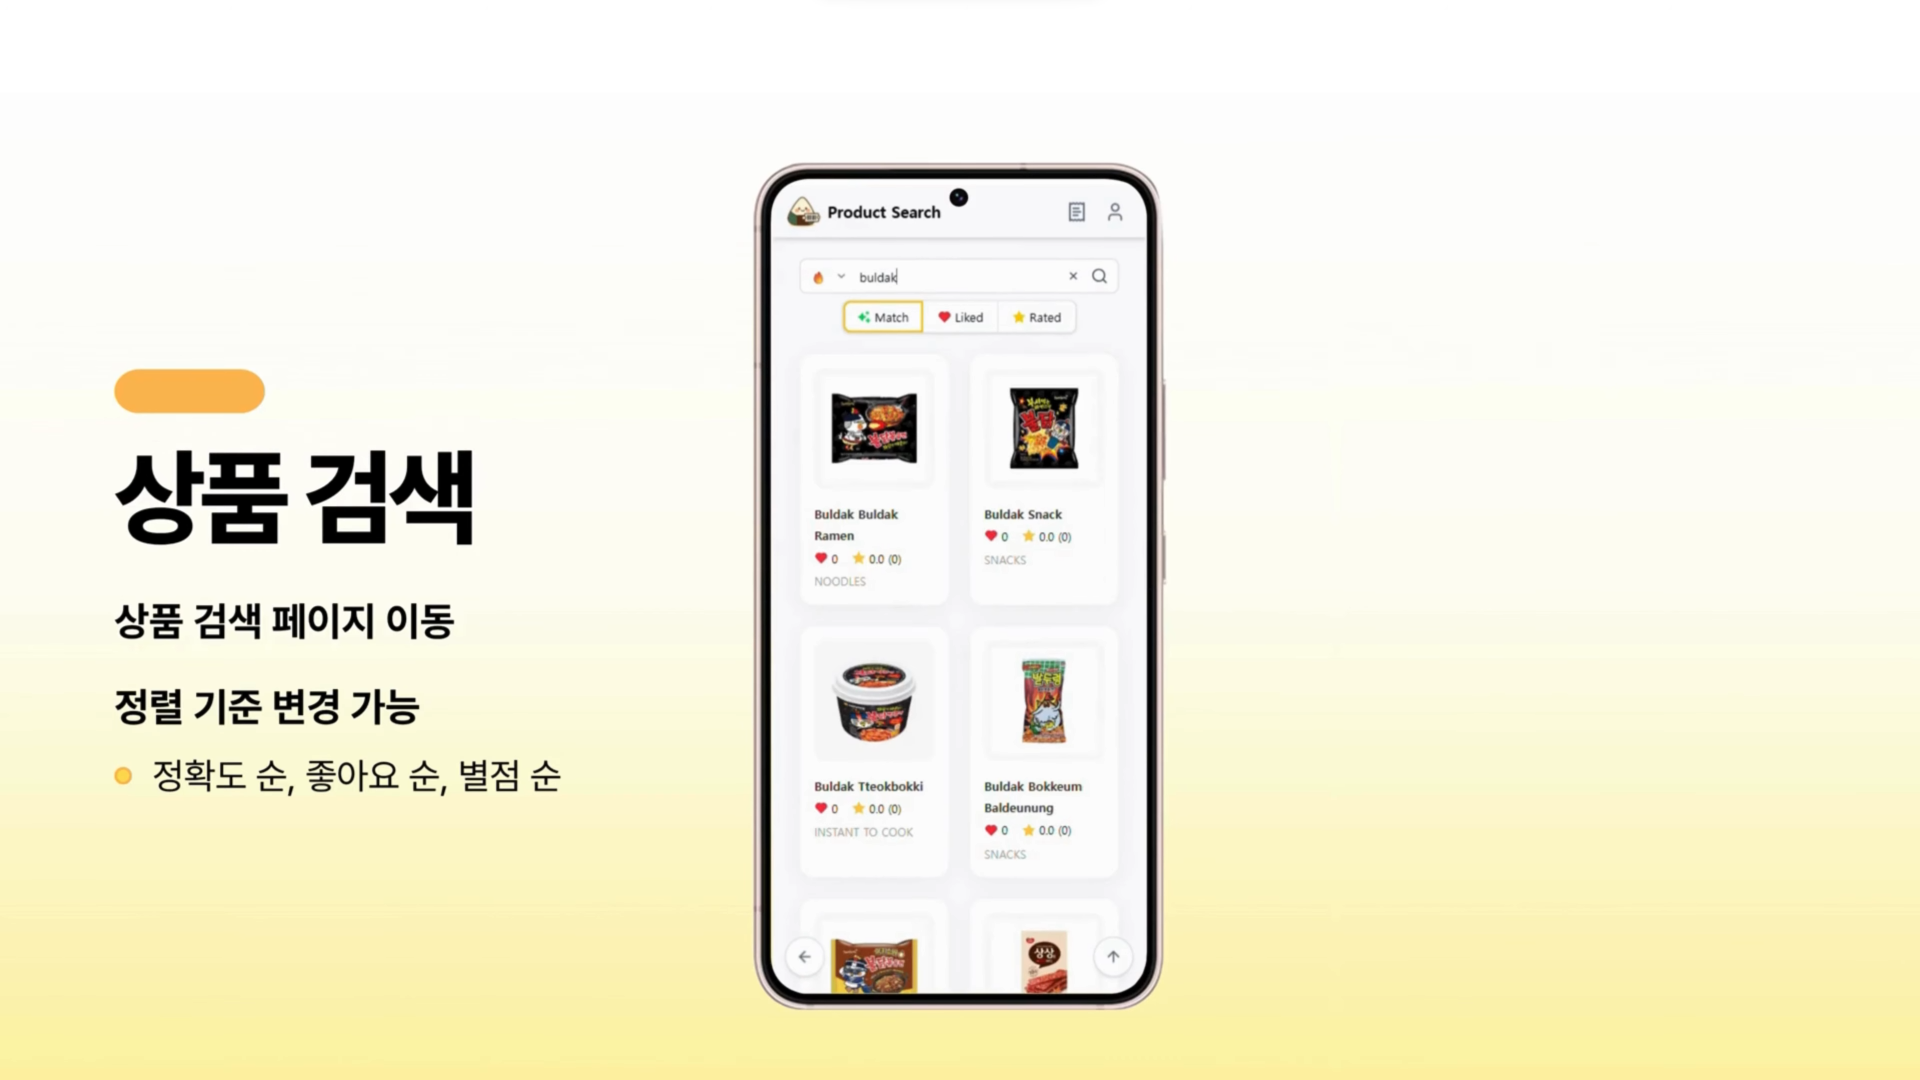 상품 검색
상품 검색 페이지 이동
정렬 기준 변경 가능
정확도 순, 좋아요 순, 별점 순
Product Search
buldak
Match
Liked
Rated
Buldak Buldak
Ramen
0
0.0 (0)
NOODLES
Buldak Snack
0
0.0 (0)
SNACKS
Buldak Tteokbokki
0
0.0 (0)
INSTANT TO COOK
Buldak Bokkeum
Baldeunung
0
0.0 (0)
SNACKS